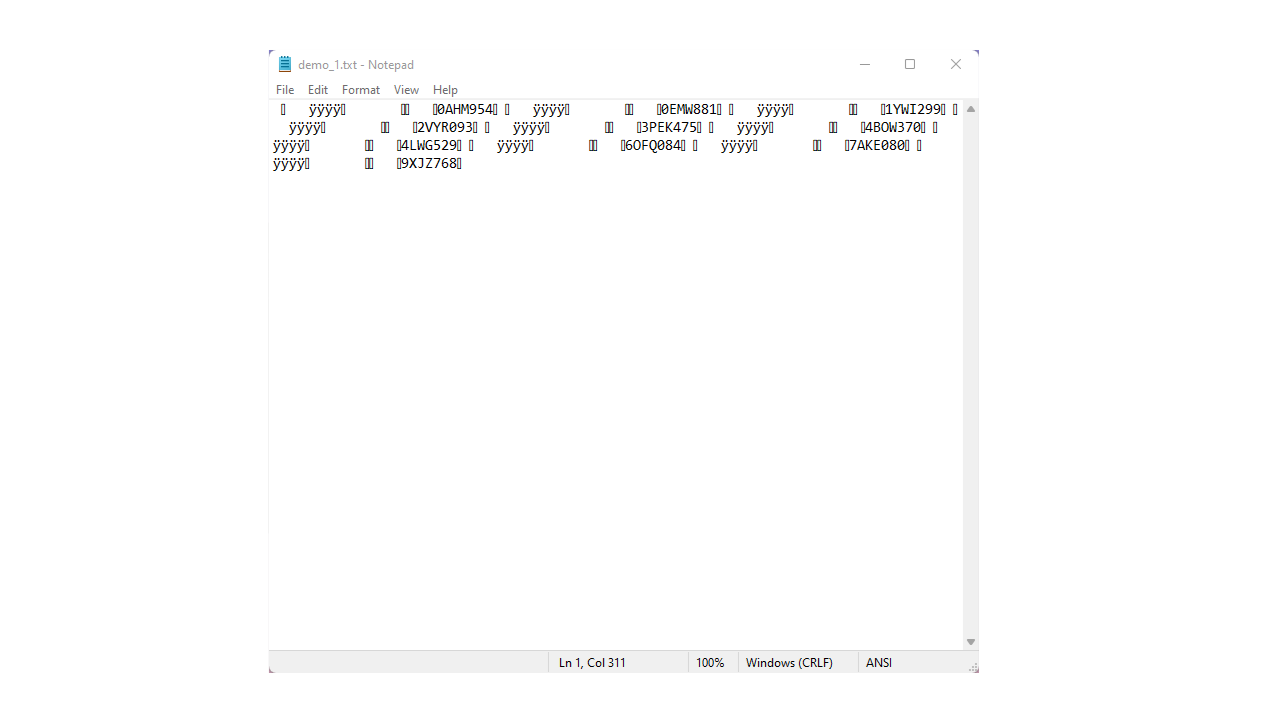 demo_1.txt - Notepad
File Edit Format View Help
▯ ÿÿÿÿ▯ ▯▯ ▯0AHM954▯ ▯ ÿÿÿÿ▯ ▯▯ ▯0EMW881▯ ▯ ÿÿÿÿ▯ ▯▯ ▯1YWI299▯ ▯
ÿÿÿÿ▯ ▯▯ ▯2VYR093▯ ▯ ÿÿÿÿ▯ ▯▯ ▯3PEK475▯ ▯ ÿÿÿÿ▯ ▯▯ ▯4BOW370▯ ▯
ÿÿÿÿ▯ ▯▯ ▯4LWG529▯ ▯ ÿÿÿÿ▯ ▯▯ ▯6OFQ084▯ ▯ ÿÿÿÿ▯ ▯▯ ▯7AKE080▯ ▯
ÿÿÿÿ▯ ▯▯ ▯9XJZ768▯
Ln 1, Col 311 100% Windows (CRLF) ANSI